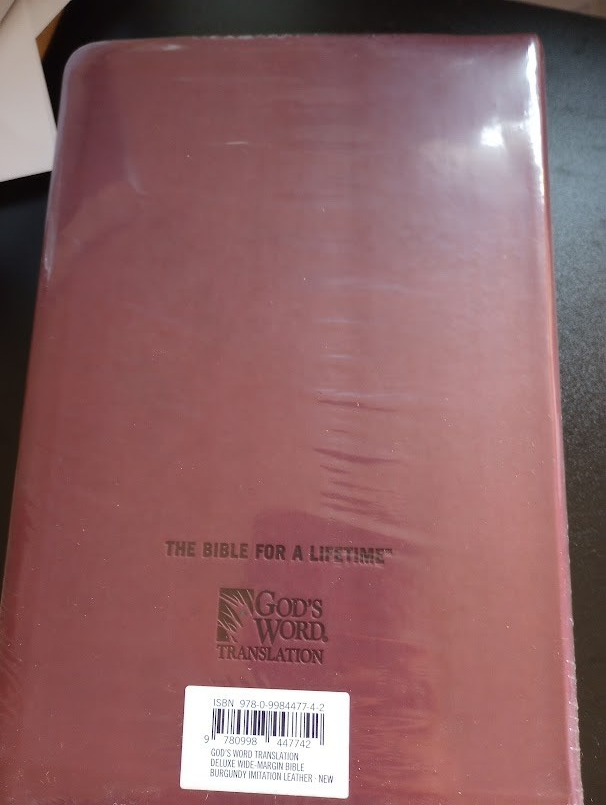 THE BIBLE FOR A LIFETIME™
GOD'S
WORD®
TRANSLATION
ISBN 978-0-9984477-4-2
9 780998 447742
GOD'S WORD TRANSLATION
DELUXE WIDE-MARGIN BIBLE
BURGUNDY IMITATION LEATHER - NEW